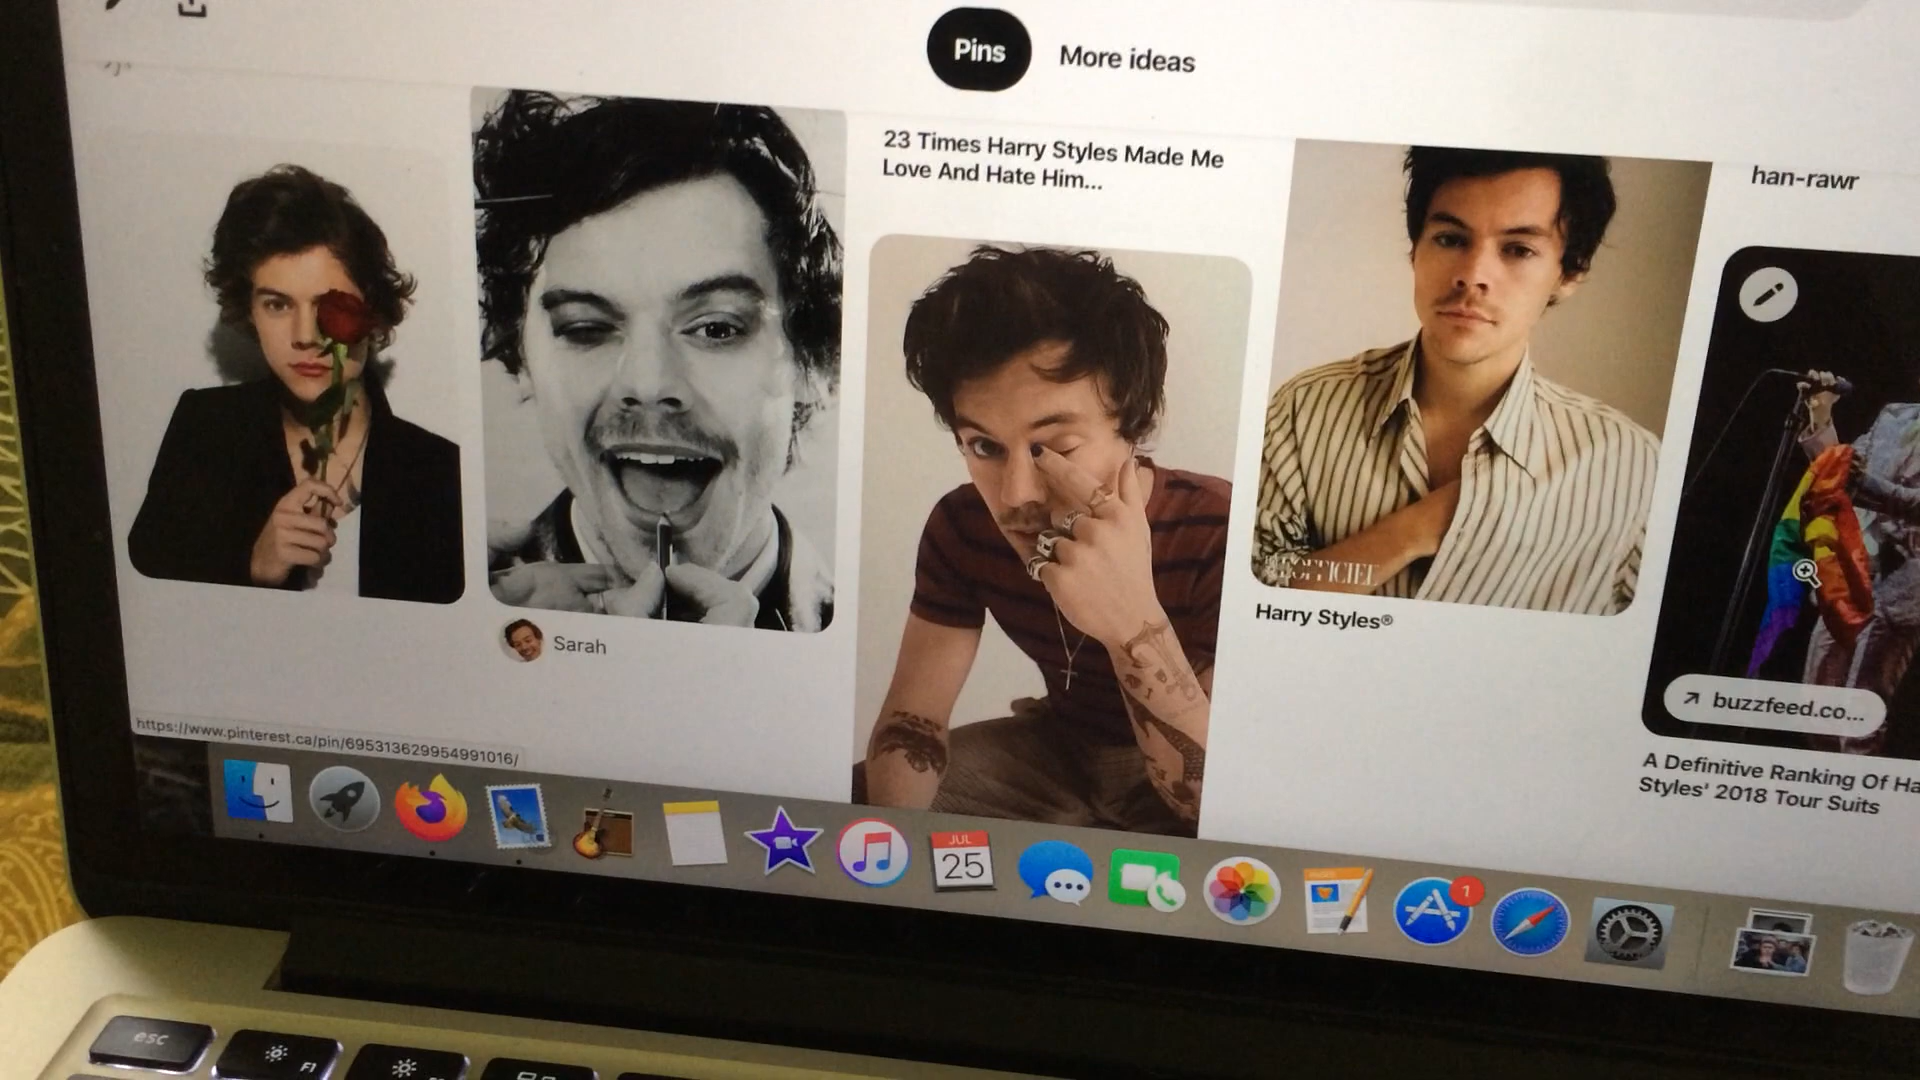 Pins
More ideas
23 Times Harry Styles Made Me
Love And Hate Him...
han-rawr
L'OFFICIEL
Harry Styles®
Sarah
buzzfeed.co...
A Definitive Ranking Of Ha
Styles' 2018 Tour Suits
https://www.pinterest.ca/pin/695313629954991016/
JUL
25
PAGES
1
esc
F1